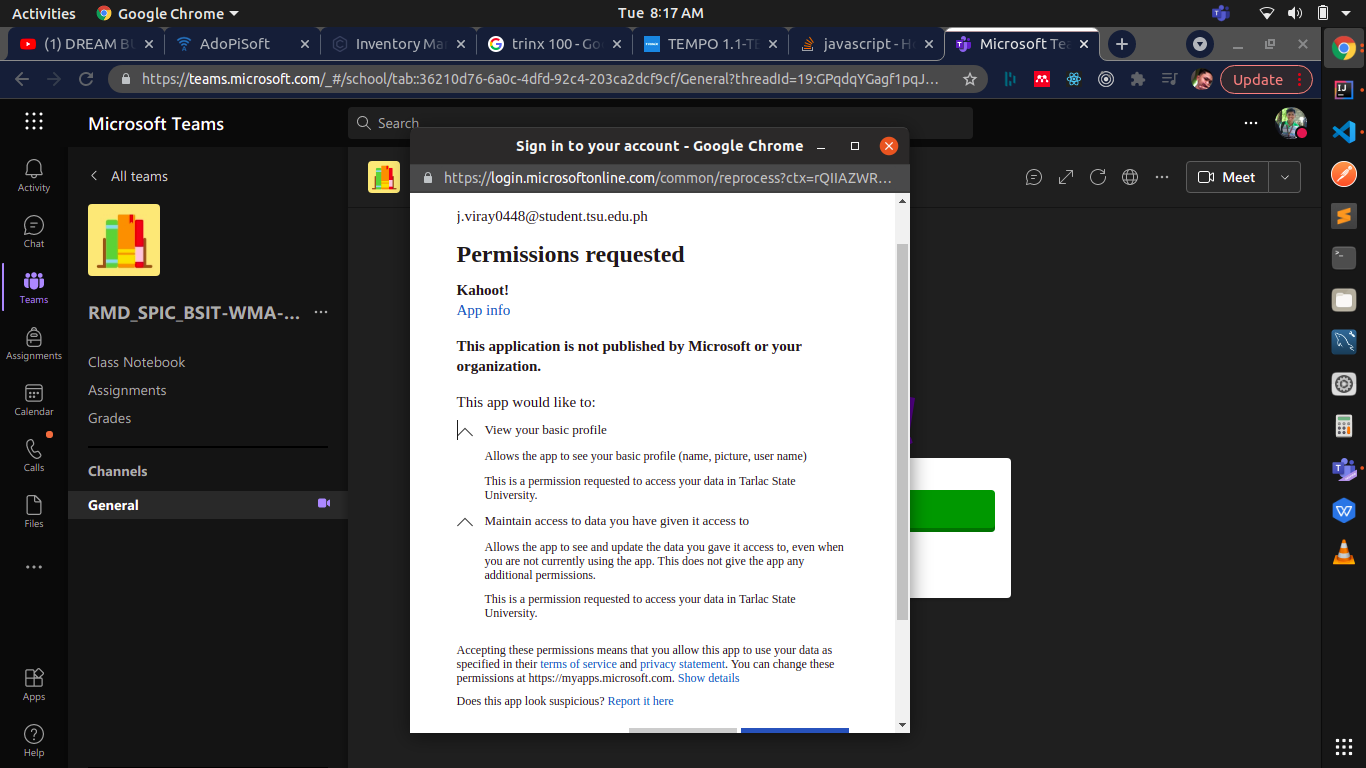 Activities
Google Chrome
Tue 8:17 AM
(1) DREAM B
AdoPiSoft
Inventory Ma
trinx 100 - Go
TEMPO 1.1-TE
javascript - H
Microsoft Te
https://teams.microsoft.com/_#/school/tab::36210d76-6a0c-4dfd-92c4-203ca2dcf9cf/General?threadId=19:GPqdqYGagf1pqJ...
Update
Microsoft Teams
Search
Activity
Chat
Teams
Assignments
Calendar
Calls
Files
Apps
Help
All teams
RMD_SPIC_BSIT-WMA-...
Class Notebook
Assignments
Grades
Channels
General
Meet
Sign in to your account - Google Chrome
https://login.microsoftonline.com/common/reprocess?ctx=rQIIAZWR...
j.viray0448@student.tsu.edu.ph
Permissions requested
Kahoot!
App info
This application is not published by Microsoft or your
organization.
This app would like to:
View your basic profile
Allows the app to see your basic profile (name, picture, user name)
This is a permission requested to access your data in Tarlac State
University.
Maintain access to data you have given it access to
Allows the app to see and update the data you gave it access to, even when
you are not currently using the app. This does not give the app any
additional permissions.
This is a permission requested to access your data in Tarlac State
University.
Accepting these permissions means that you allow this app to use your data as
specified in their terms of service and privacy statement. You can change these
permissions at https://myapps.microsoft.com. Show details
Does this app look suspicious? Report it here